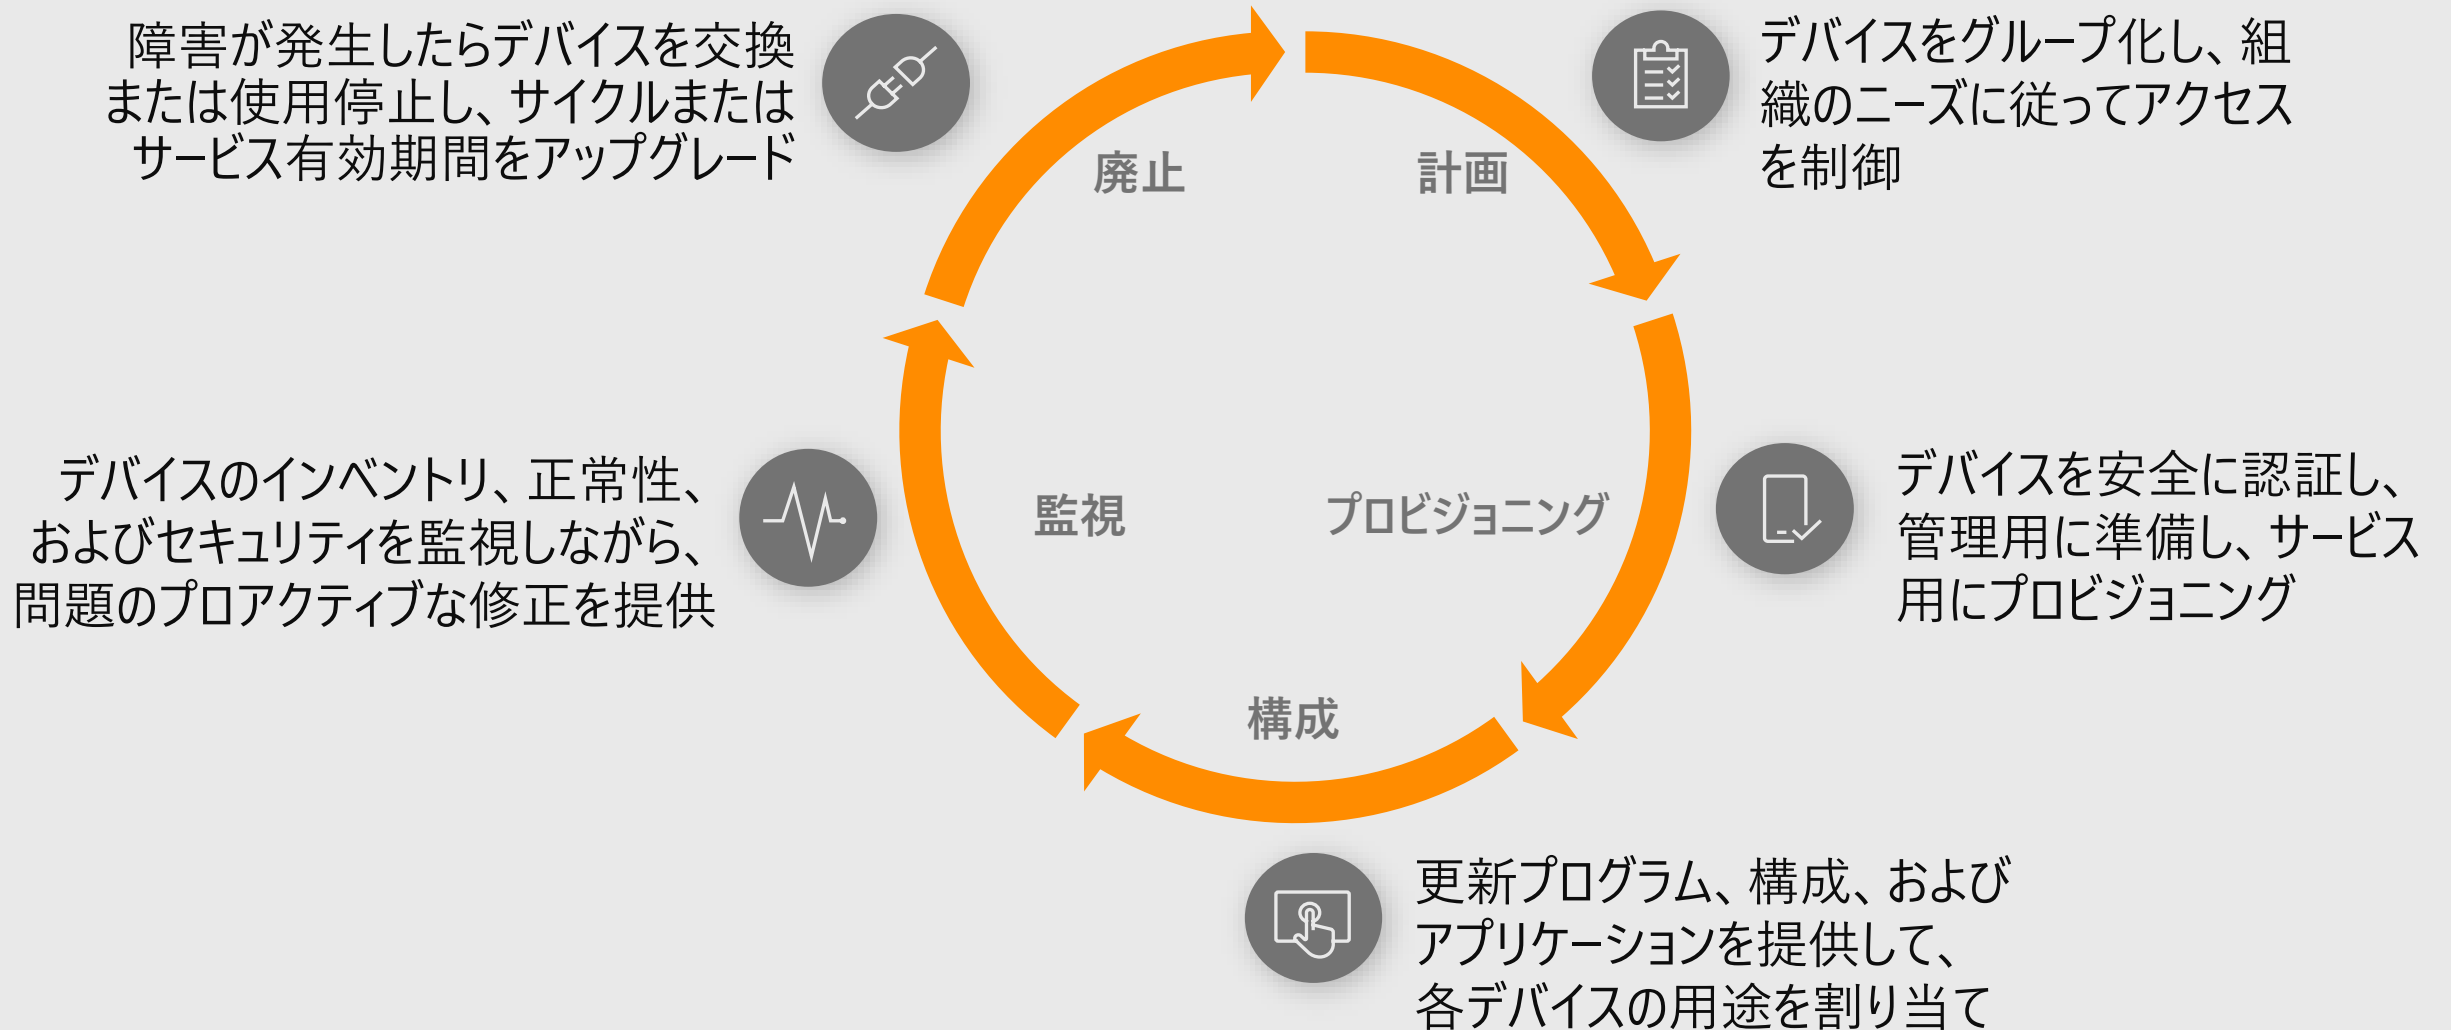 障害が発生したらデバイスを交換
または使用停止し、サイクルまたは
サービス有効期間をアップグレード
デバイスをグループ化し、組
織のニーズに従ってアクセス
を制御
廃止
計画
デバイスのインベントリ、正常性、
およびセキュリティを監視しながら、
問題のプロアクティブな修正を提供
監視
プロビジョニング
デバイスを安全に認証し、
管理用に準備し、サービス
用にプロビジョニング
構成
更新プログラム、構成、および
アプリケーションを提供して、
各デバイスの用途を割り当て